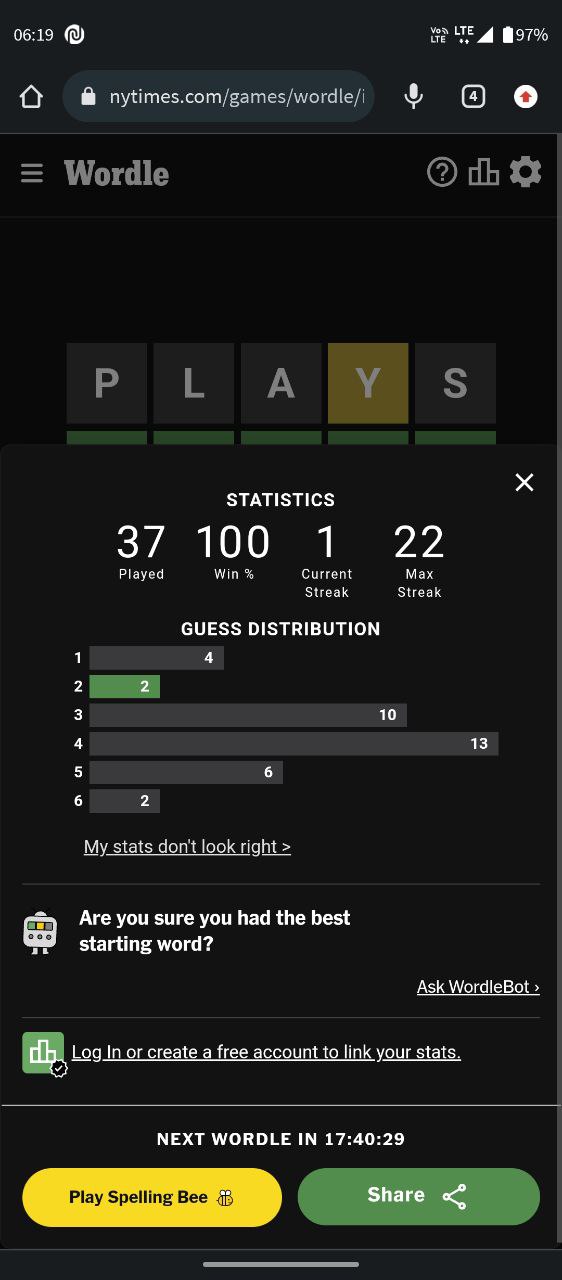 06:19 Vo LTE LTE 97%
nytimes.com/games/wordle/i 4
Wordle
P L A Y S
STATISTICS
37 100 1 22
Played Win % Current Streak Max Streak
GUESS DISTRIBUTION
1 4
2 2
3 10
4 13
5 6
6 2
My stats don't look right >
Are you sure you had the best
starting word?
Ask WordleBot ›
Log In or create a free account to link your stats.
NEXT WORDLE IN 17:40:29
Play Spelling Bee Share